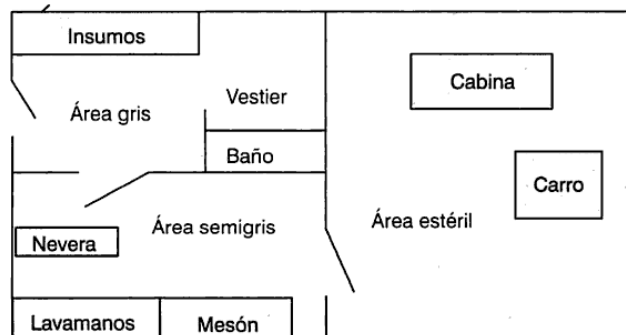 Insumos
Cabina
Vestier
Área gris
Baño
Carro
Área semigris
Área estéril
Nevera
Lavamanos
Mesón